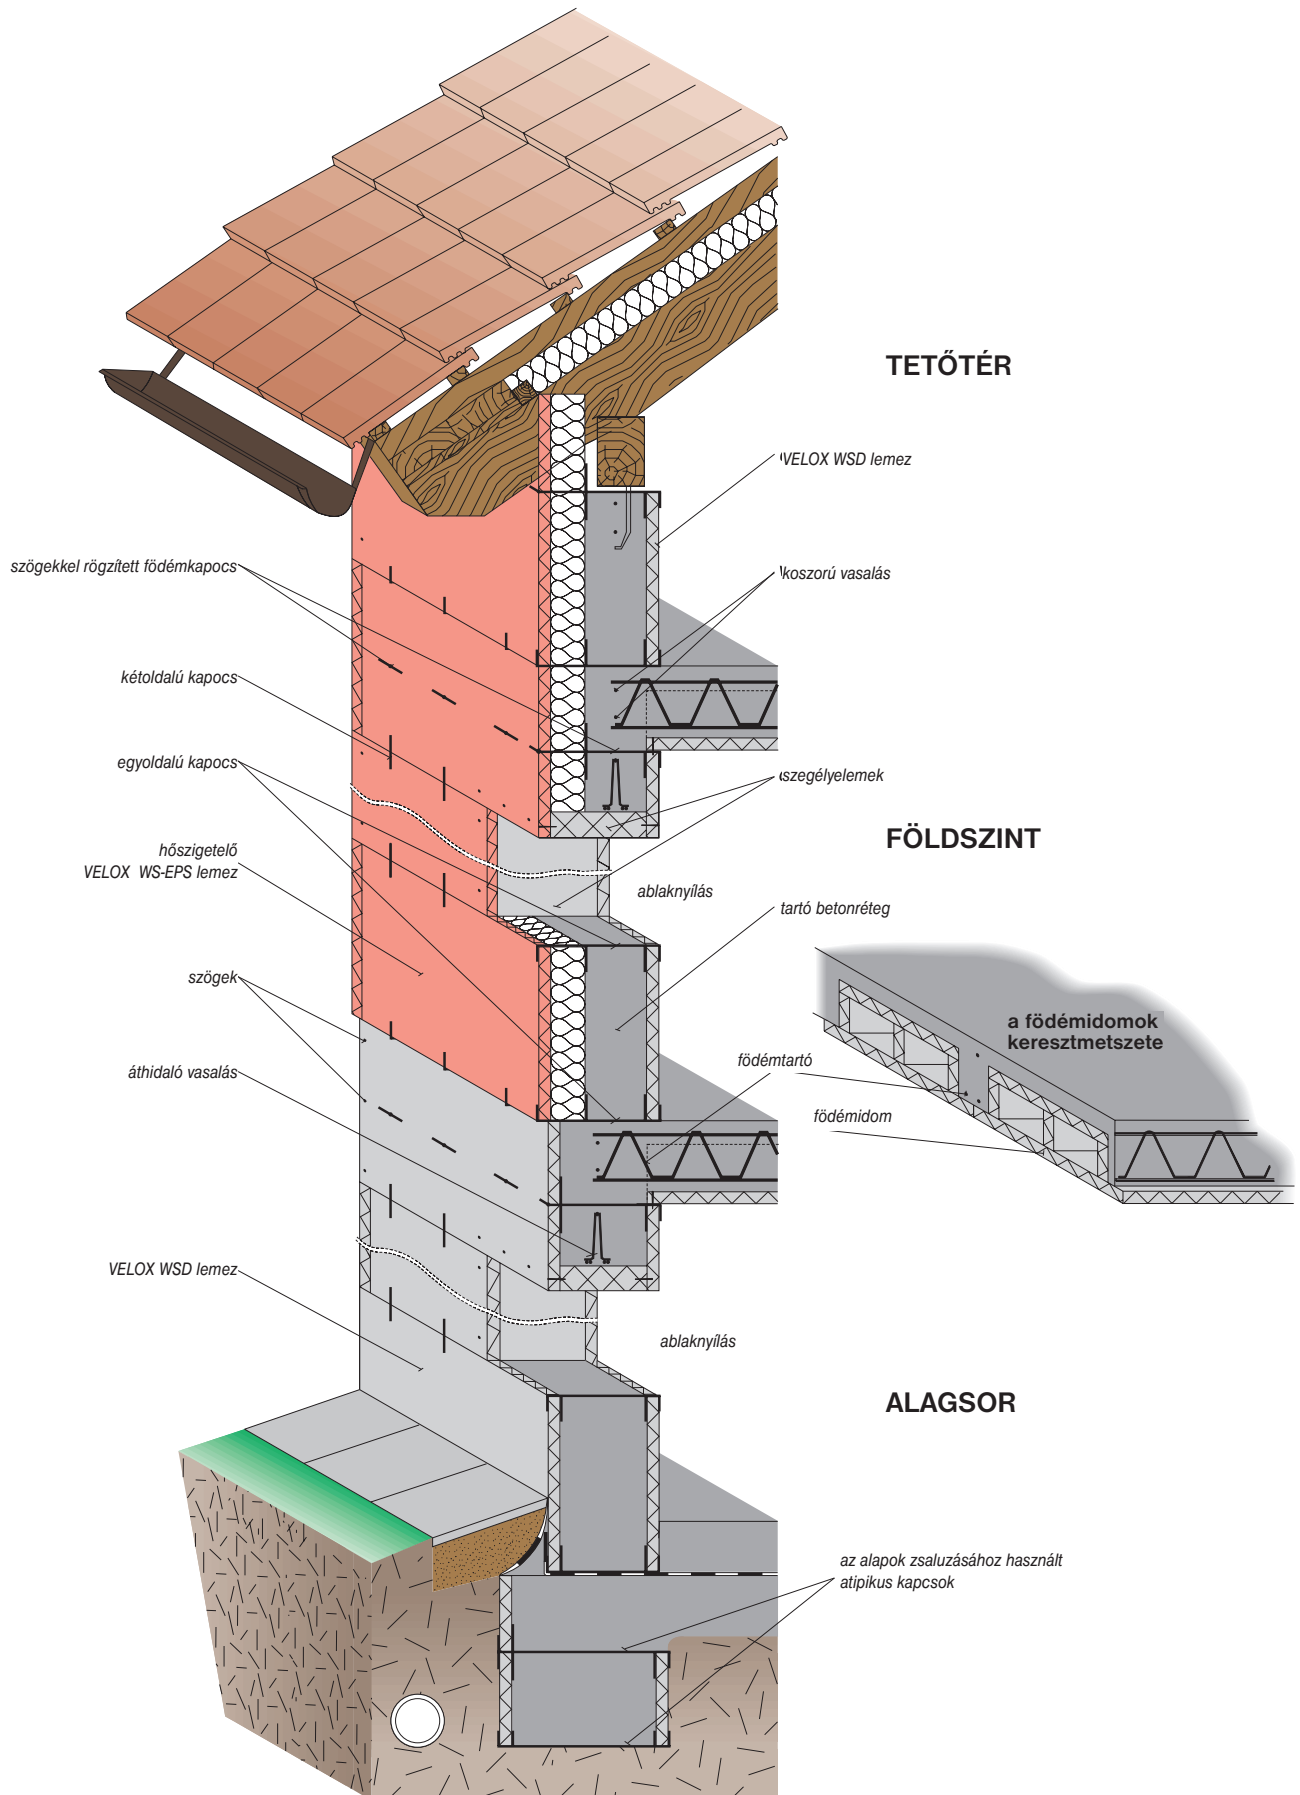 TETŐTÉR
VELOX WSD lemez
szögekkel rögzített födémkapocs
koszorú vasalás
kétoldalú kapocs
egyoldalú kapocs
szegélyelemek
FÖLDSZINT
hőszigetelő
VELOX WS-EPS lemez
ablaknyílás
tartó betonréteg
szögek
a födémidomok
keresztmetszete
födémtartó
áthidaló vasalás
födémidom
VELOX WSD lemez
ablaknyílás
ALAGSOR
az alapok zsaluzásához használt
atipikus kapcsok